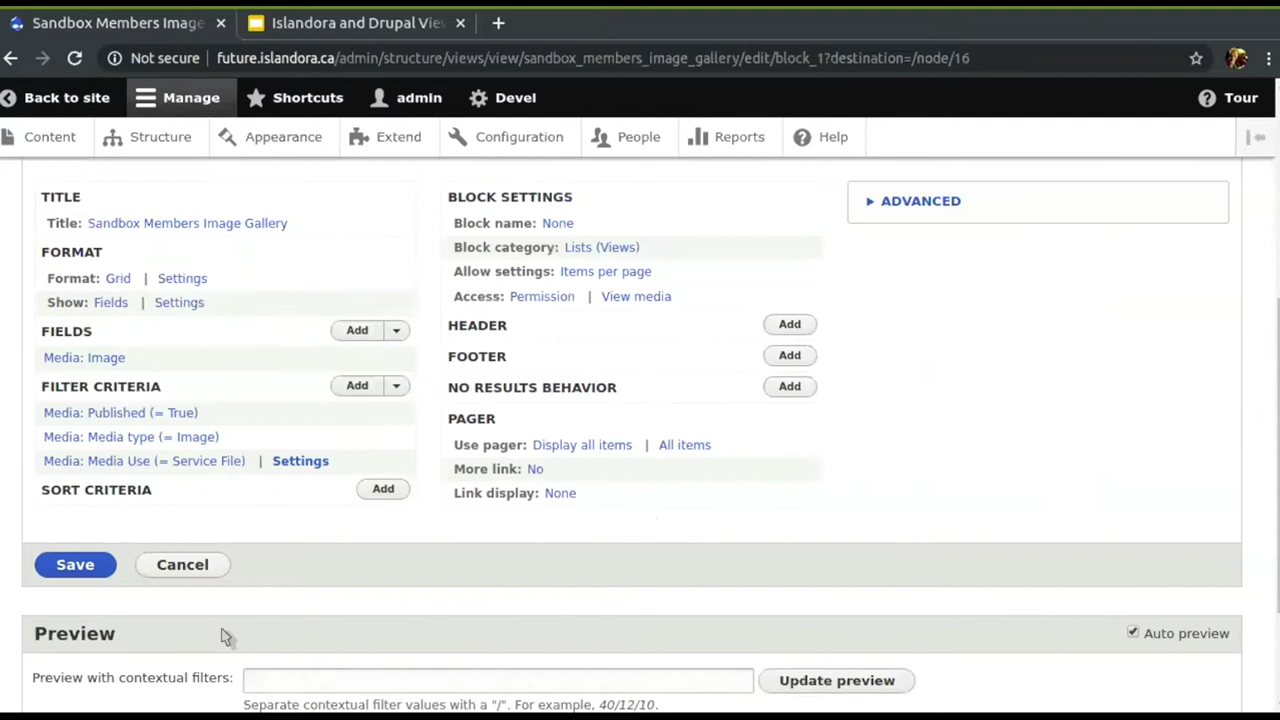 Sandbox Members Image
Islandora and Drupal Vie
Not secure
future.islandora.ca/admin/structure/views/view/sandbox_members_image_gallery/edit/block_1?destination=/node/16
Back to site
Manage
Shortcuts
admin
Devel
Tour
Content
Structure
Appearance
Extend
Configuration
People
Reports
Help
TITLE
Title: Sandbox Members Image Gallery
FORMAT
Format: Grid | Settings
Show: Fields | Settings
FIELDS
Add
Media: Image
FILTER CRITERIA
Add
Media: Published (= True)
Media: Media type (= Image)
Media: Media Use (= Service File) | Settings
SORT CRITERIA
Add
BLOCK SETTINGS
Block name: None
Block category: Lists (Views)
Allow settings: Items per page
Access: Permission | View media
HEADER
Add
FOOTER
Add
NO RESULTS BEHAVIOR
Add
PAGER
Use pager: Display all items | All items
More link: No
Link display: None
ADVANCED
Save
Cancel
Preview
Auto preview
Preview with contextual filters:
Update preview
Separate contextual filter values with a "/". For example, 40/12/10.